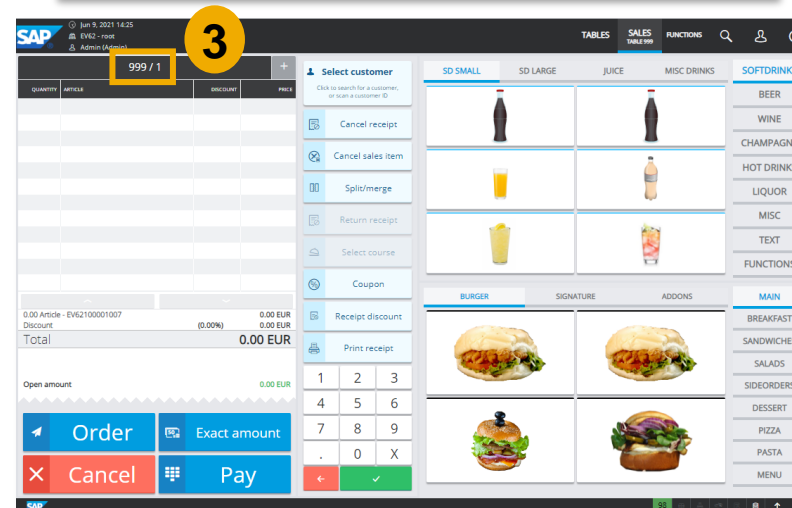 SAP
Jun 9, 2021 14:25
EV62 - root
Admin (Admin)
3
TABLES
SALES
TABLE 999
FUNCTIONS
999 / 1
+
QUANTITY ARTICLE DISCOUNT PRICE
0.00 Article - EV62100001007 0.00 EUR
Discount (0.00%) 0.00 EUR
Total 0.00 EUR
Open amount 0.00 EUR
Order
Exact amount
Cancel
Pay
Select customer
Click to search for a customer,
or scan a customer ID
Cancel receipt
Cancel sales item
Split/merge
Return receipt
Select course
Coupon
Receipt discount
Print receipt
1 2 3
4 5 6
7 8 9
. 0 X
SD SMALL SD LARGE JUICE MISC DRINKS
BURGER SIGNATURE ADDONS
SOFTDRINK
BEER
WINE
CHAMPAGN
HOT DRINK
LIQUOR
MISC
TEXT
FUNCTIONS
MAIN
BREAKFAST
SANDWICHE
SALADS
SIDEORDERS
DESSERT
PIZZA
PASTA
MENU
SAP
98